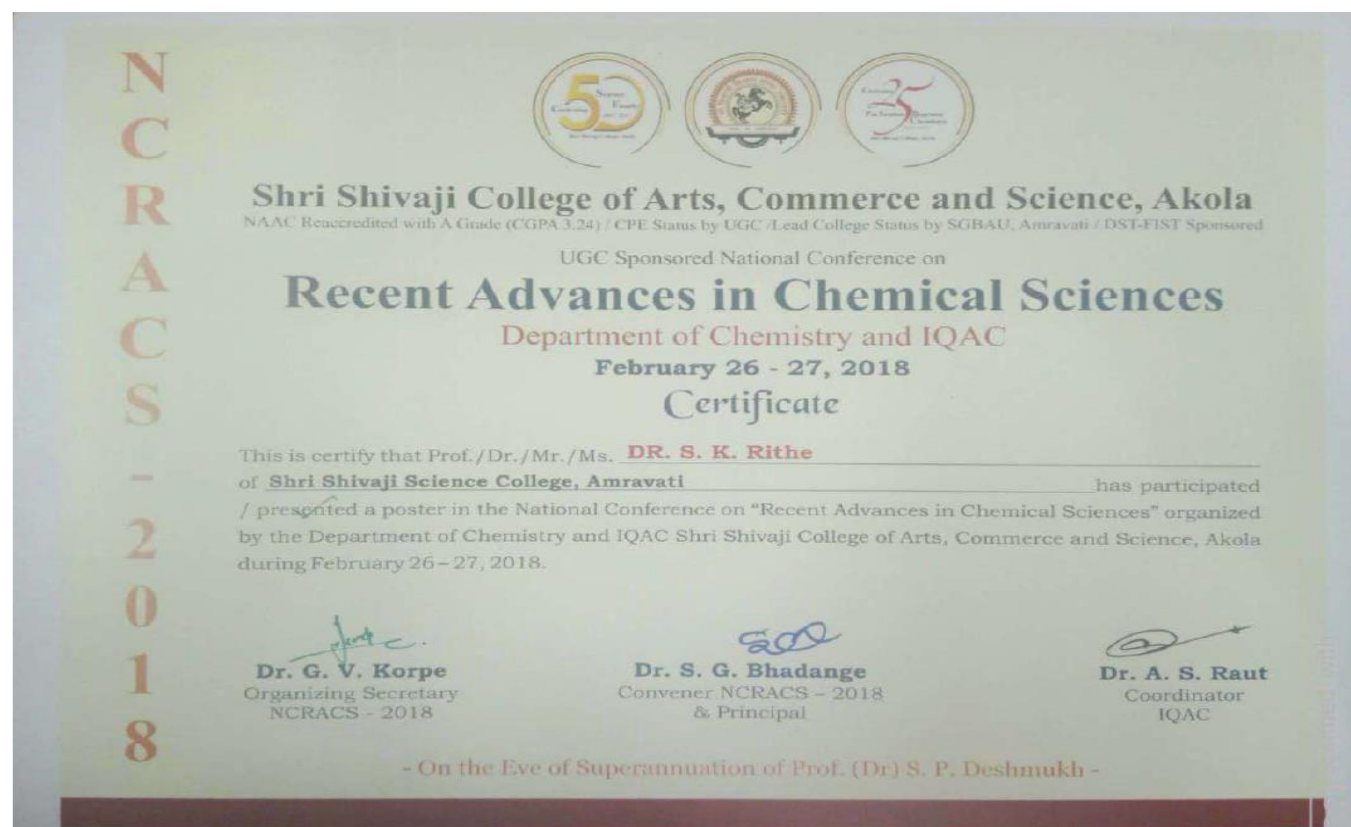 NCRACS-2018
50
25
Shri Shivaji College of Arts, Commerce and Science, Akola
NAAC Reaccredited with A Grade (CGPA 3.24) / CPE Status by UGC /Lead College Status by SGBAU, Amravati / DST-FIST Sponsored
UGC Sponsored National Conference on
Recent Advances in Chemical Sciences
Department of Chemistry and IQAC
February 26 - 27, 2018
Certificate
This is certify that Prof./Dr./Mr./Ms. DR. S. K. Rithe
of Shri Shivaji Science College, Amravati has participated
/ presented a poster in the National Conference on “Recent Advances in Chemical Sciences” organized
by the Department of Chemistry and IQAC Shri Shivaji College of Arts, Commerce and Science, Akola
during February 26 – 27, 2018.
Dr. G. V. Korpe
Organizing Secretary
NCRACS - 2018
Dr. S. G. Bhadange
Convener NCRACS – 2018
& Principal
Dr. A. S. Raut
Coordinator
IQAC
- On the Eve of Superannuation of Prof. (Dr) S. P. Deshmukh -